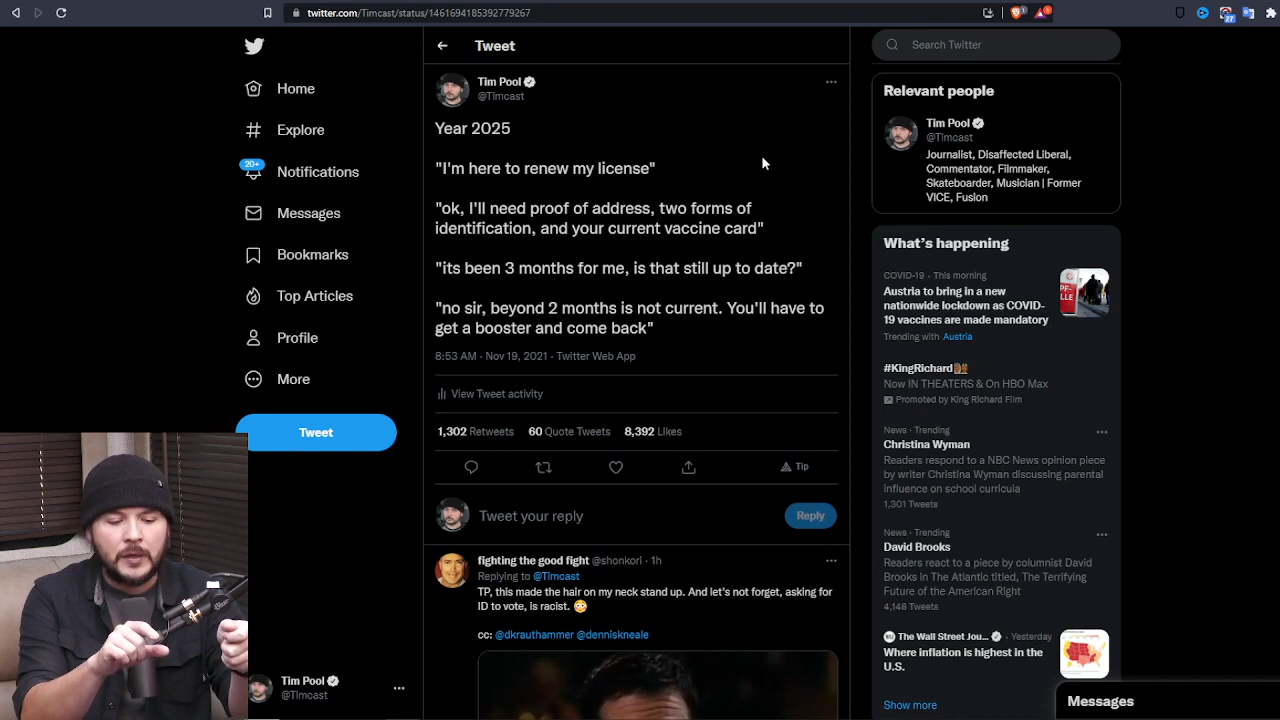 twitter.com/Timcast/status/1461694185392779267
Home
Explore
20+
Notifications
Messages
Bookmarks
Top Articles
Profile
More
Tweet
Tim Pool
@Timcast
Tweet
Tim Pool
@Timcast
Year 2025
"I'm here to renew my license"
"ok, I'll need proof of address, two forms of
identification, and your current vaccine card"
"its been 3 months for me, is that still up to date?"
"no sir, beyond 2 months is not current. You'll have to
get a booster and come back"
8:53 AM · Nov 19, 2021 · Twitter Web App
View Tweet activity
1,302 Retweets 60 Quote Tweets 8,392 Likes
Tip
Tweet your reply
Reply
fighting the good fight @shonkori · 1h
Replying to @Timcast
TP, this made the hair on my neck stand up. And let's not forget, asking for
ID to vote, is racist. 😳
cc: @dkrauthammer @denniskneale
Search Twitter
Relevant people
Tim Pool
@Timcast
Journalist, Disaffected Liberal,
Commentator, Filmmaker,
Skateboarder, Musician | Former
VICE, Fusion
What's happening
COVID-19 · This morning
Austria to bring in a new
nationwide lockdown as COVID-
19 vaccines are made mandatory
Trending with Austria
#KingRichard
Now IN THEATERS & On HBO Max
Promoted by King Richard Film
News · Trending
Christina Wyman
Readers respond to a NBC News opinion piece
by writer Christina Wyman discussing parental
influence on school curricula
1,301 Tweets
News · Trending
David Brooks
Readers react to a piece by columnist David
Brooks in The Atlantic titled, The Terrifying
Future of the American Right
4,148 Tweets
The Wall Street Jou... · Yesterday
Where inflation is highest in the
U.S.
Show more
Messages
27